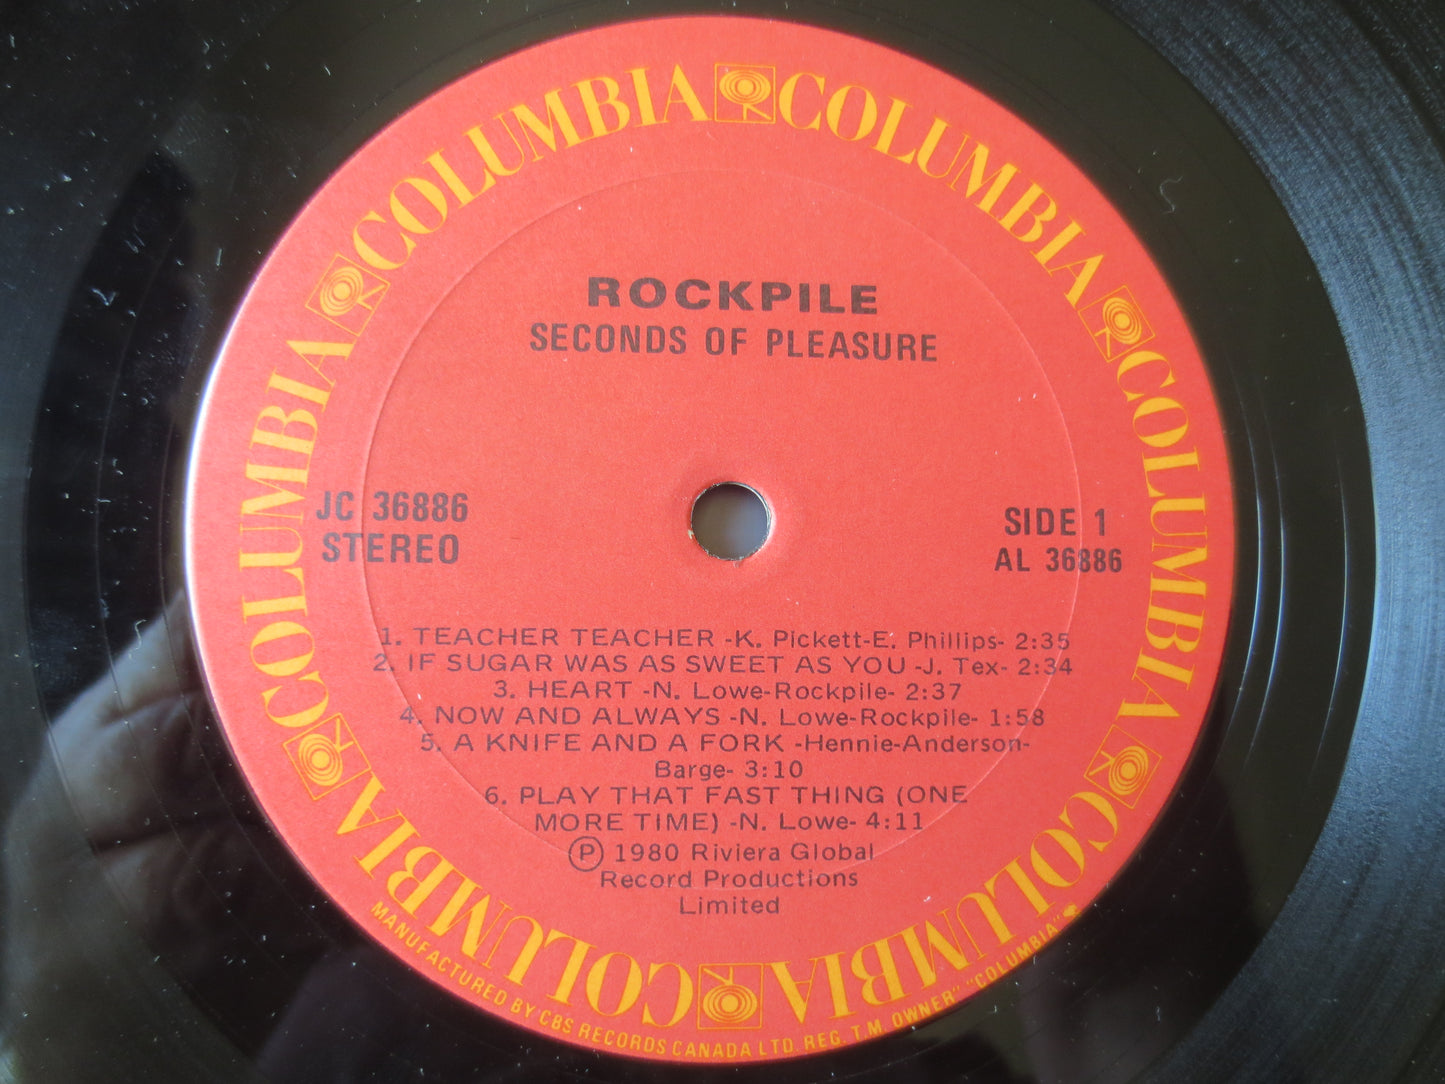 COLUMBIA COLUMBIA COLUMBIA COLUMBIA COLUMBIA COLUMBIA
ROCKPILE
SECONDS OF PLEASURE
JC 36886
STEREO
SIDE 1
AL 36886
1. TEACHER TEACHER -K. Pickett-E. Phillips- 2:35
2. IF SUGAR WAS AS SWEET AS YOU -J. Tex- 2:34
3. HEART -N. Lowe-Rockpile- 2:37
4. NOW AND ALWAYS -N. Lowe-Rockpile- 1:58
5. A KNIFE AND A FORK -Hennie-Anderson-
Barge- 3:10
6. PLAY THAT FAST THING (ONE
MORE TIME) -N. Lowe- 4:11
Ⓟ 1980 Riviera Global
Record Productions
Limited
MANUFACTURED BY CBS RECORDS CANADA LTD. REG. T.M. OWNER" "COLUMBIA"